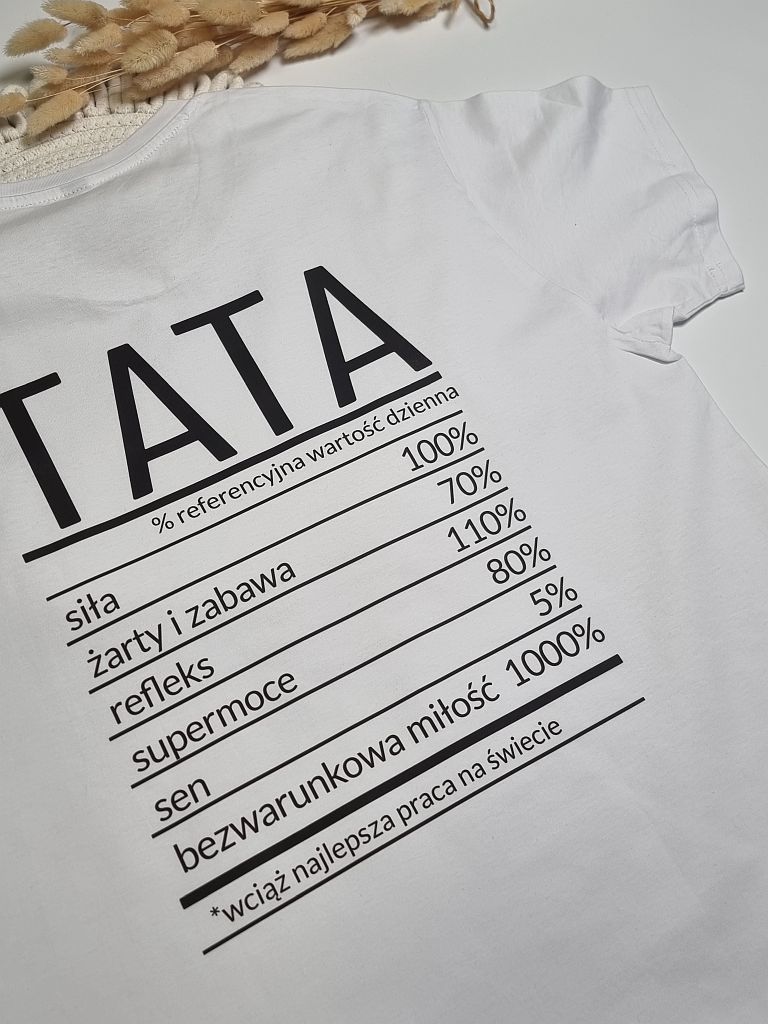 TATA
% referencyjna wartość dzienna
siła 100%
żarty i zabawa 70%
refleks 110%
supermoce 80%
sen 5%
bezwarunkowa miłość 1000%
*wciąż najlepsza praca na świecie